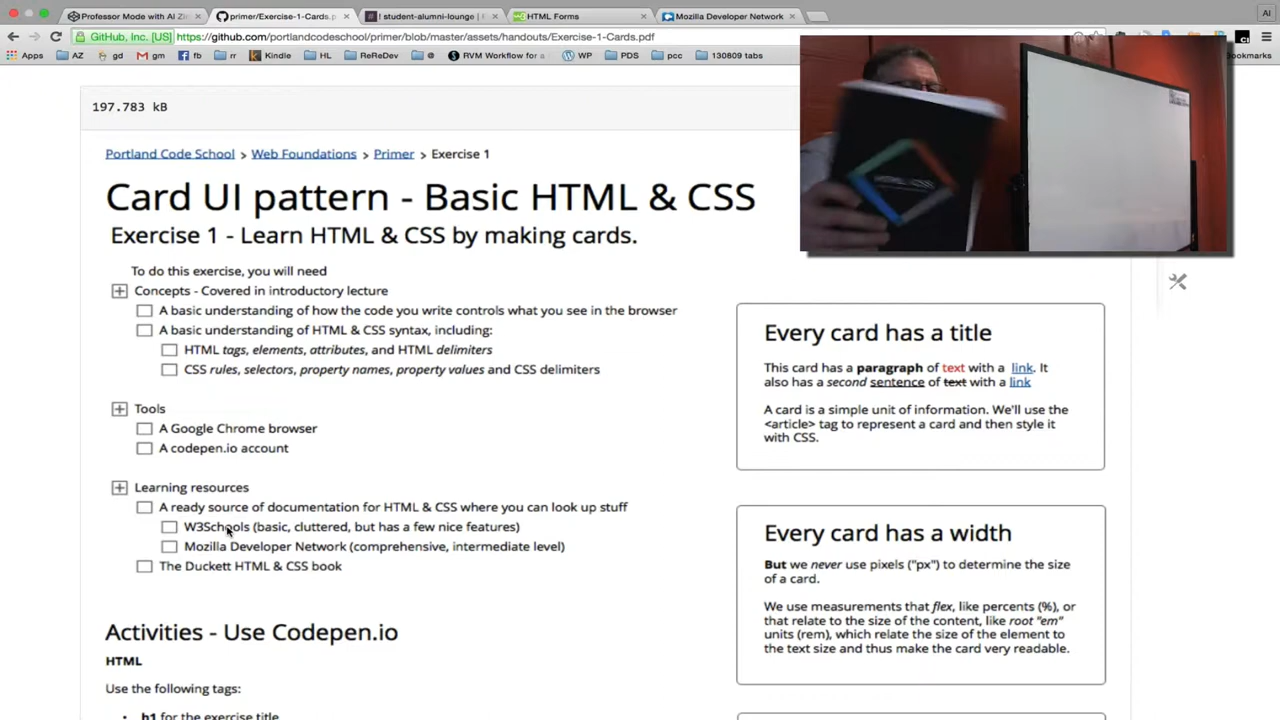 Professor Mode with AI Zi
primer/Exercise-1-Cards.p
! student-alumni-lounge |
HTML Forms
Mozilla Developer Network
AI
GitHub, Inc. [US]
https://github.com/portlandcodeschool/primer/blob/master/assets/handouts/Exercise-1-Cards.pdf
Apps
AZ
gd
gm
fb
rr
Kindle
HL
ReReDev
@
RVM Workflow for a
WP
PDS
pcc
130809 tabs
ookmarks
197.783 kB
Portland Code School > Web Foundations > Primer > Exercise 1
Card UI pattern - Basic HTML & CSS
Exercise 1 - Learn HTML & CSS by making cards.
To do this exercise, you will need
Concepts - Covered in introductory lecture
A basic understanding of how the code you write controls what you see in the browser
A basic understanding of HTML & CSS syntax, including:
HTML tags, elements, attributes, and HTML delimiters
CSS rules, selectors, property names, property values and CSS delimiters
Tools
A Google Chrome browser
A codepen.io account
Learning resources
A ready source of documentation for HTML & CSS where you can look up stuff
W3Schools (basic, cluttered, but has a few nice features)
Mozilla Developer Network (comprehensive, intermediate level)
The Duckett HTML & CSS book
Activities - Use Codepen.io
HTML
Use the following tags:
• h1 for the exercise title
Every card has a title
This card has a paragraph of text with a link. It
also has a second sentence of text with a link
A card is a simple unit of information. We'll use the
<article> tag to represent a card and then style it
with CSS.
Every card has a width
But we never use pixels ("px") to determine the size
of a card.
We use measurements that flex, like percents (%), or
that relate to the size of the content, like root "em"
units (rem), which relate the size of the element to
the text size and thus make the card very readable.